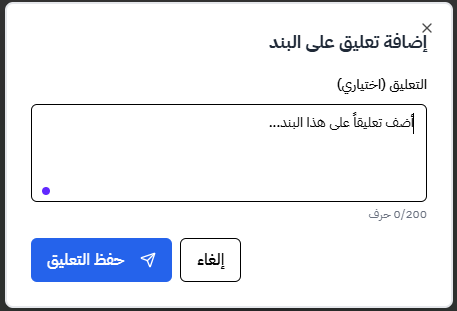 إضافة تعليق على البند
التعليق (اختياري)
أضف تعليقاً على هذا البند...
0/200 حرف
إلغاء
حفظ التعليق